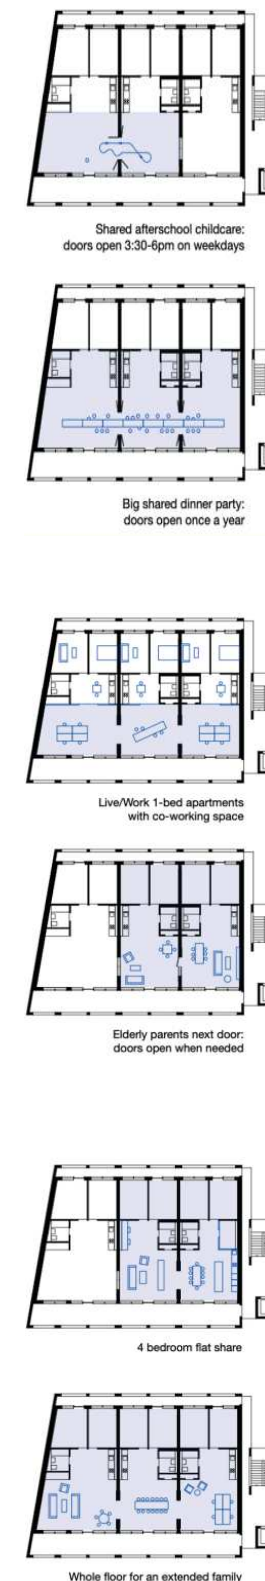 Shared afterschool childcare:
doors open 3:30-6pm on weekdays
Big shared dinner party:
doors open once a year
Live/Work 1-bed apartments
with co-working space
Elderly parents next door:
doors open when needed
4 bedroom flat share
Whole floor for an extended family